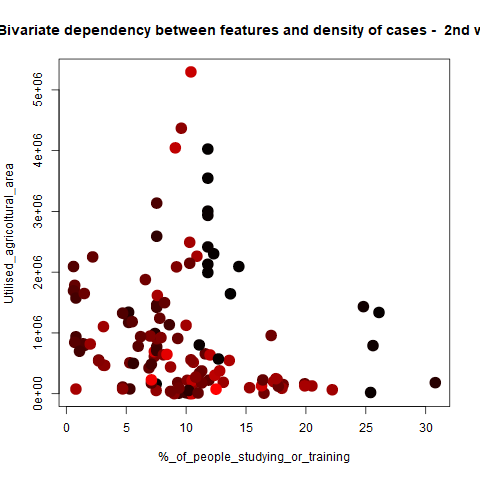 Bivariate dependency between features and density of cases - 2nd w
Utilised_agricoltural_area
5e+06
4e+06
3e+06
2e+06
1e+06
0e+00
0 5 10 15 20 25 30
%_of_people_studying_or_training